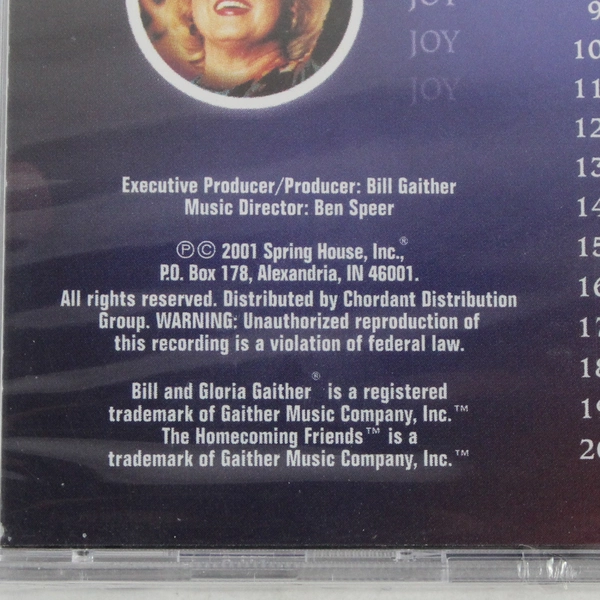 JOY
JOY
JOY
Executive Producer/Producer: Bill Gaither
Music Director: Ben Speer
℗© 2001 Spring House, Inc.,®
P.O. Box 178, Alexandria, IN 46001.
All rights reserved. Distributed by Chordant Distribution
Group. WARNING: Unauthorized reproduction of
this recording is a violation of federal law.
Bill and Gloria Gaither® is a registered
trademark of Gaither Music Company, Inc.™
The Homecoming Friends™ is a
trademark of Gaither Music Company, Inc.™
9
10
11
12
13
14
15
16
17
18
19
20